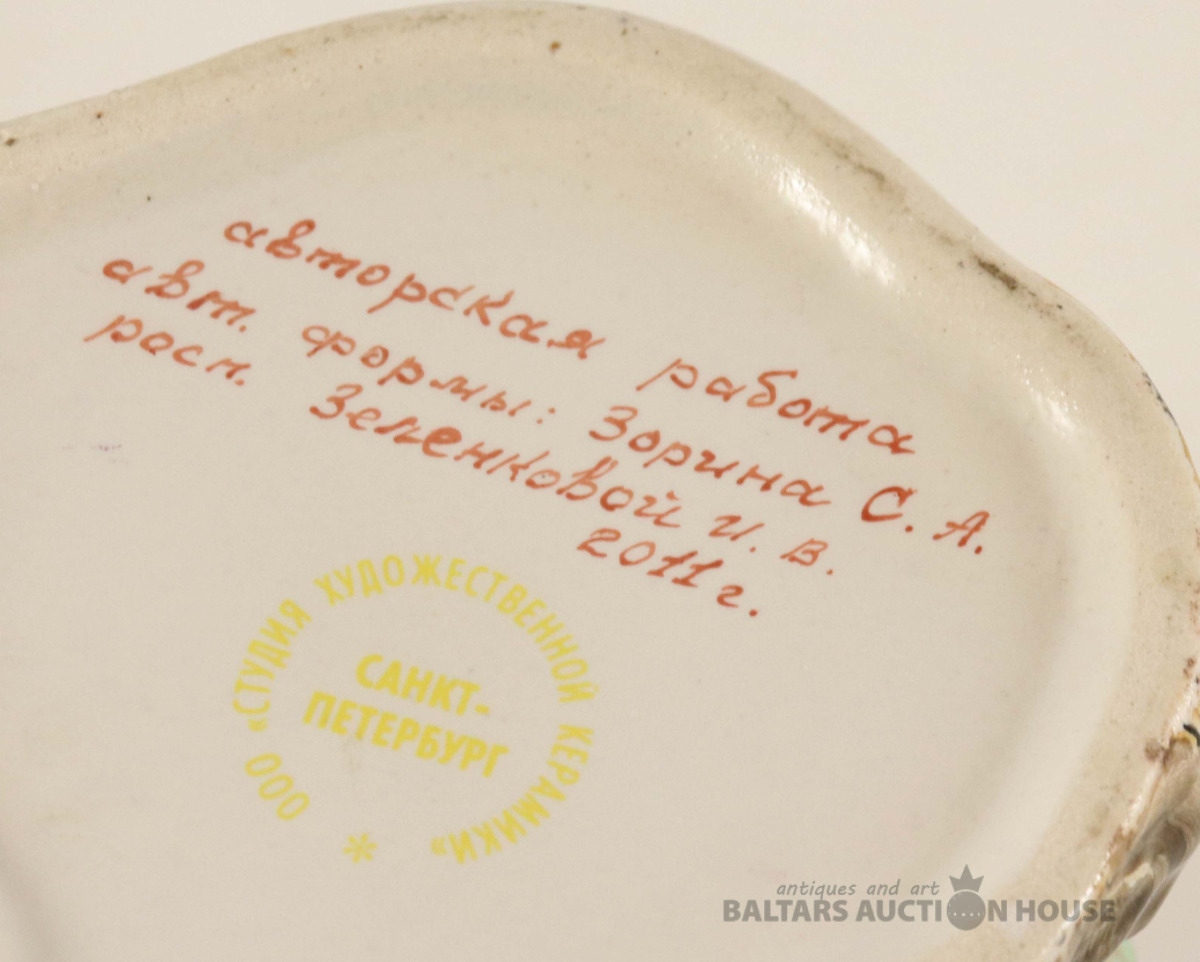 авторская работа
авт. формы: Зорина С. А.
росп. Зеленковой И. В.
2011 г.
ООО «СТУДИЯ ХУДОЖЕСТВЕННОЙ КЕРАМИКИ»
САНКТ-
ПЕТЕРБУРГ
antiques and art
BALTARS AUCTION HOUSE